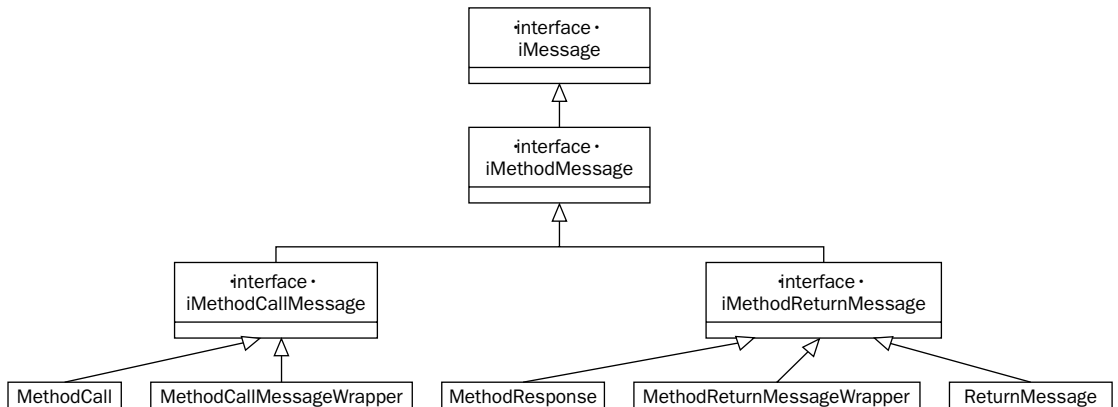 ·interface·
iMessage
·interface·
iMethodMessage
·interface·
iMethodCallMessage
·interface·
iMethodReturnMessage
MethodCall
MethodCallMessageWrapper
MethodResponse
MethodReturnMessageWrapper
ReturnMessage